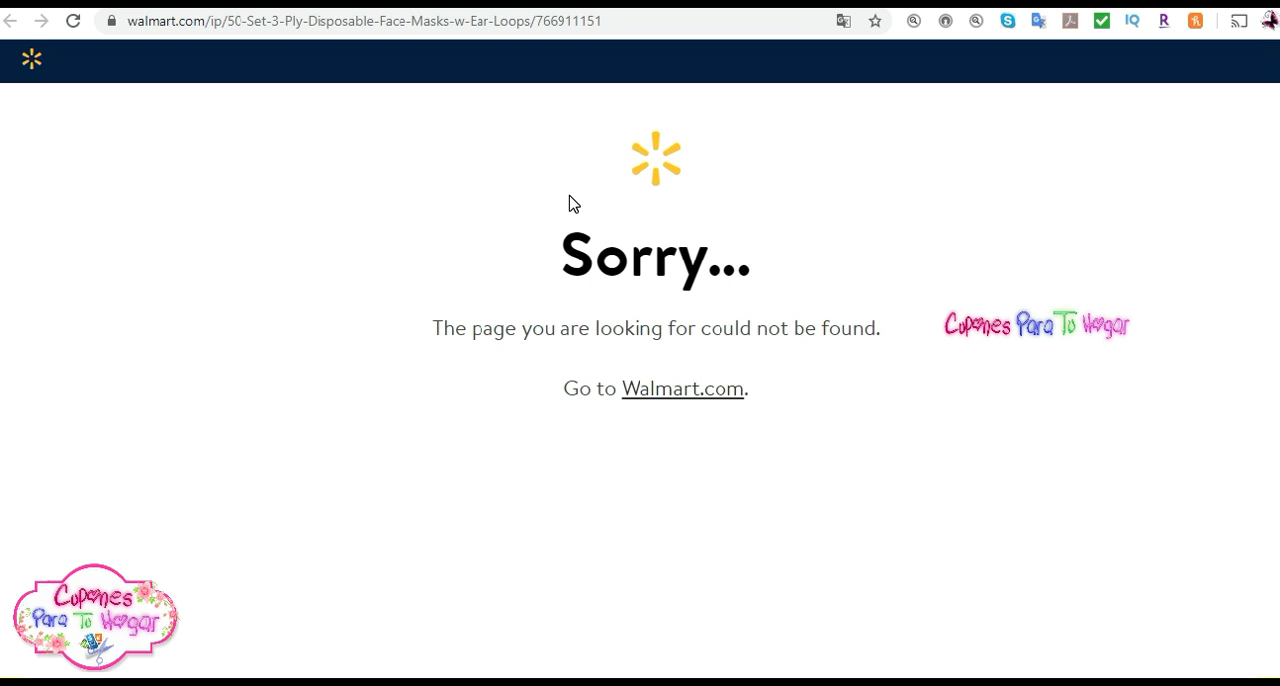 walmart.com/ip/50-Set-3-Ply-Disposable-Face-Masks-w-Ear-Loops/766911151
IQ
R
Sorry...
The page you are looking for could not be found.
Cupones Para Tu Hogar
Go to Walmart.com.
Cupones
Para Tu Hogar